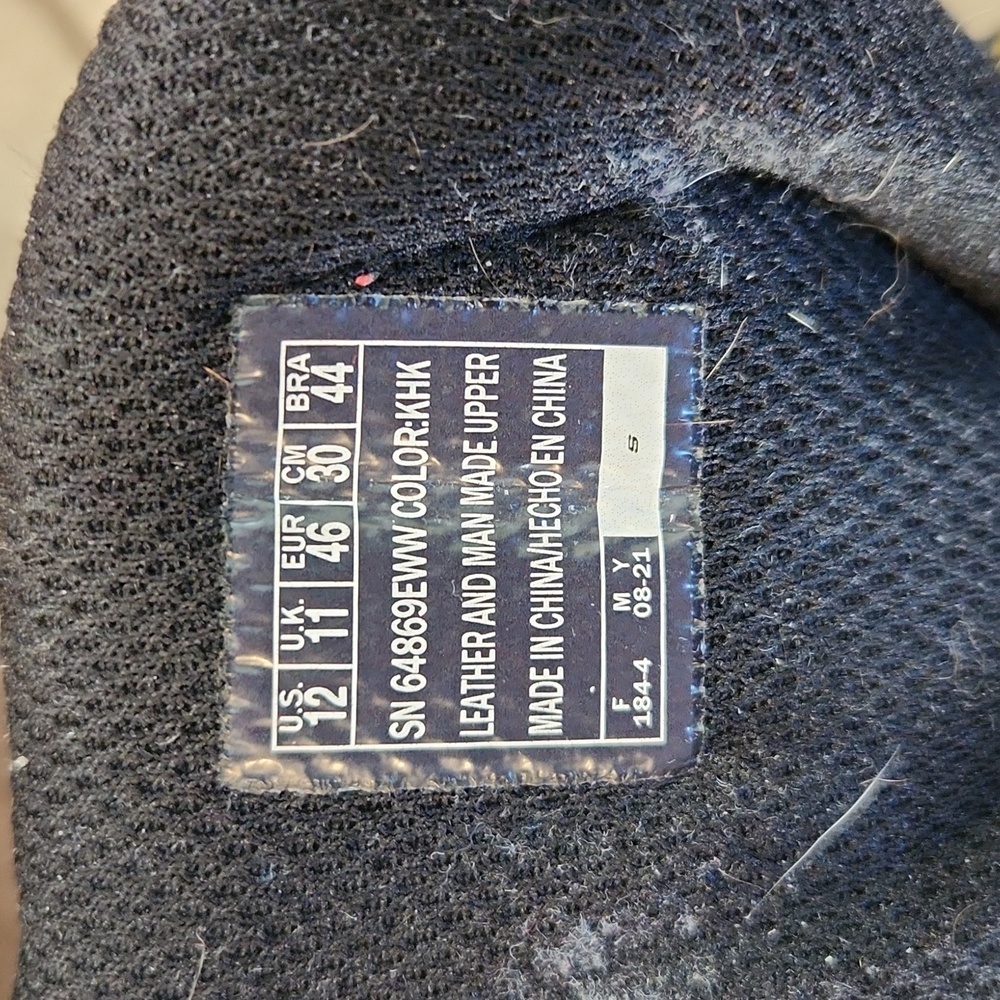 U.S. U.K. EUR CM BRA
12 11 46 30 44
SN 64869EWW COLOR:KHK
LEATHER AND MAN MADE UPPER
MADE IN CHINA/HECHO EN CHINA
F M Y S
184-4 08-21